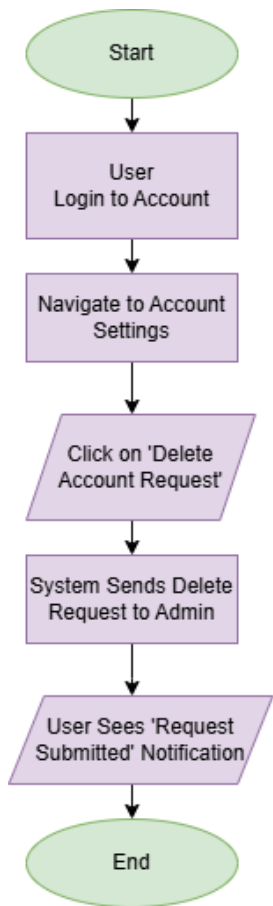 Start
User
Login to Account
Navigate to Account
Settings
Click on 'Delete
Account Request'
System Sends Delete
Request to Admin
User Sees 'Request
Submitted' Notification
End